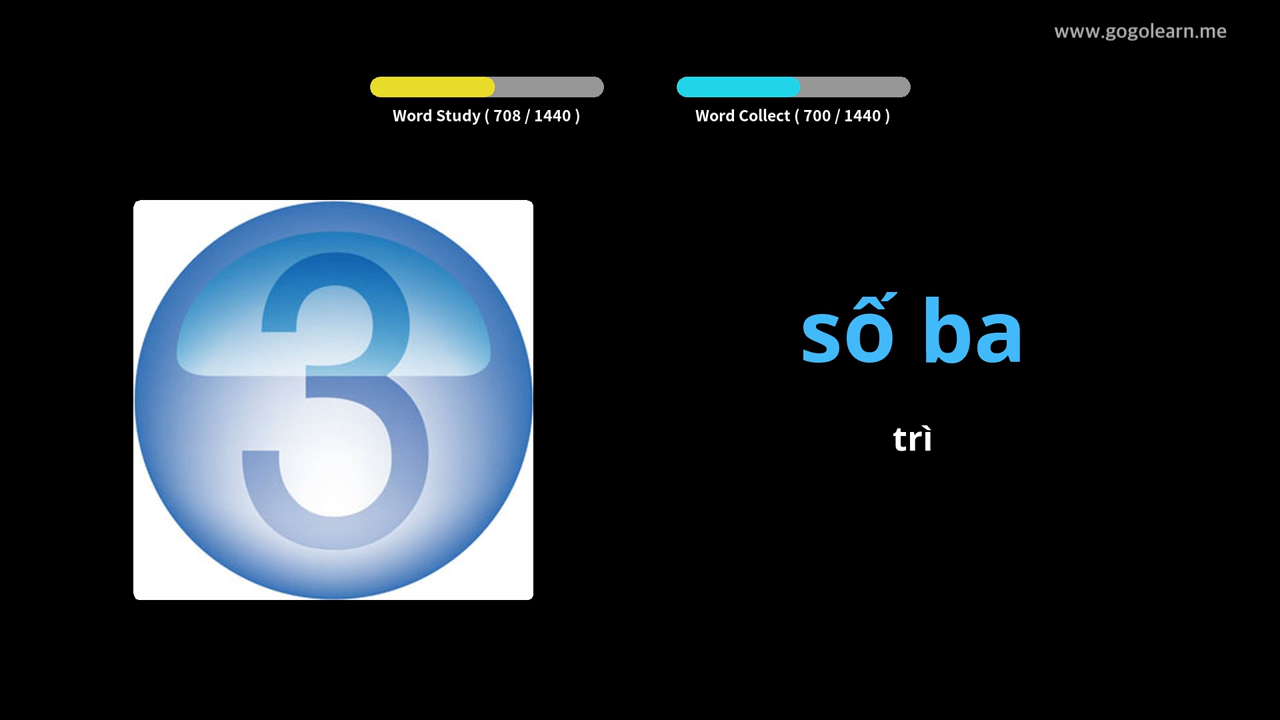 www.gogolearn.me
Word Study ( 708 / 1440 )
Word Collect ( 700 / 1440 )
3
số ba
trì